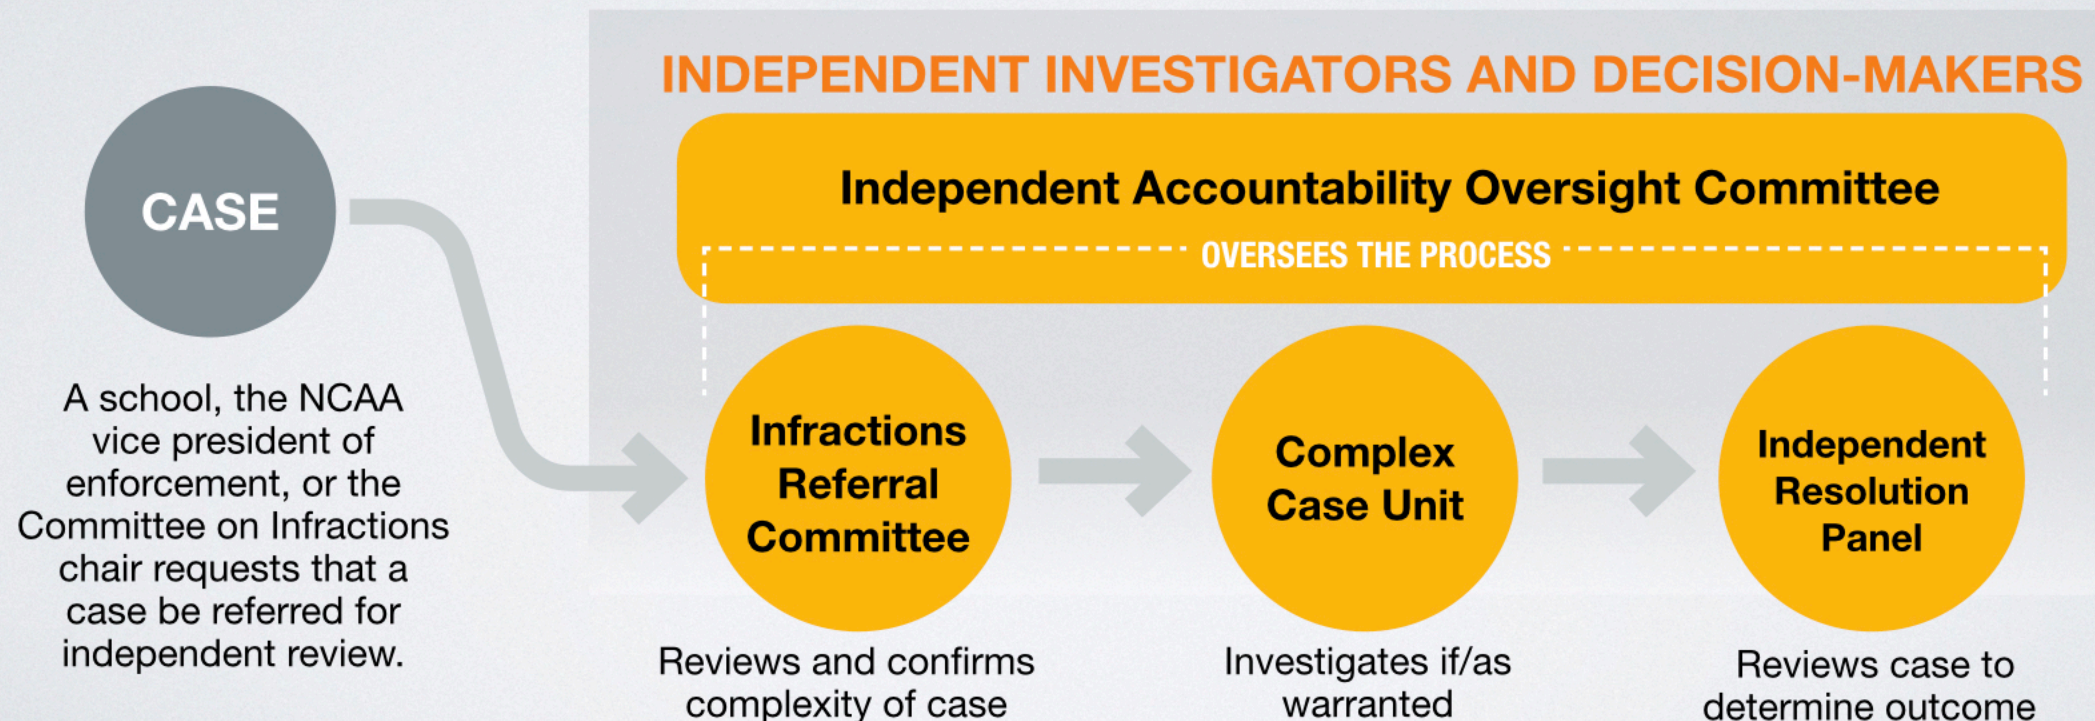 INDEPENDENT INVESTIGATORS AND DECISION-MAKERS
Independent Accountability Oversight Committee
OVERSEES THE PROCESS
CASE
A school, the NCAA
vice president of
enforcement, or the
Committee on Infractions
chair requests that a
case be referred for
independent review.
Infractions
Referral
Committee
Reviews and confirms
complexity of case
Complex
Case Unit
Investigates if/as
warranted
Independent
Resolution
Panel
Reviews case to
determine outcome